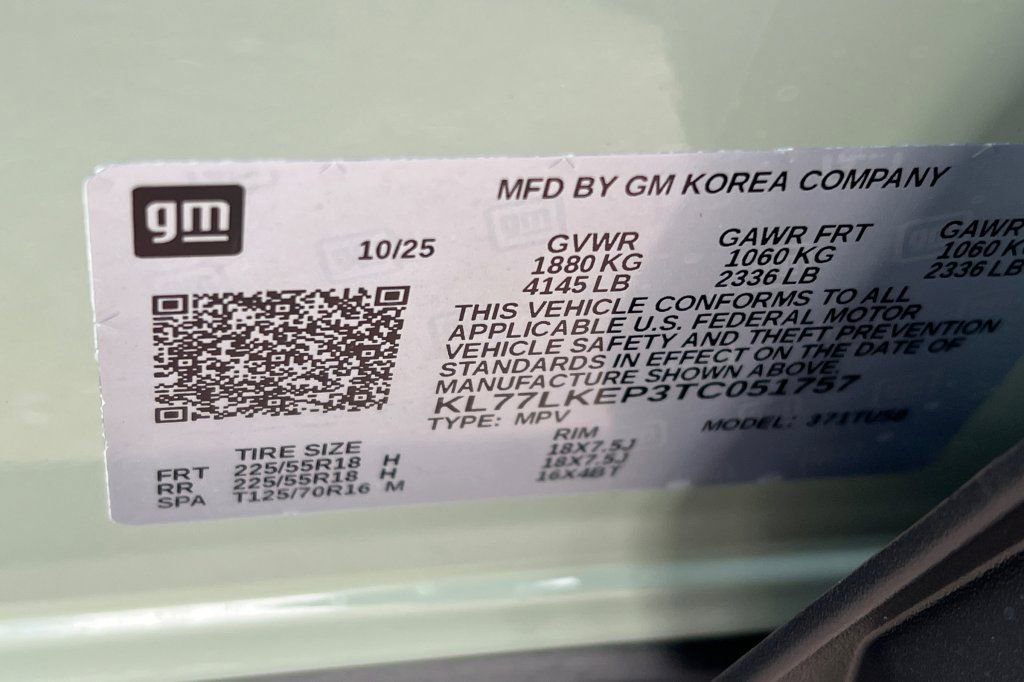 gm
MFD BY GM KOREA COMPANY
10/25
GVWR GAWR FRT GAWR
1880 KG 1060 KG 1060 K
4145 LB 2336 LB 2336 LB
THIS VEHICLE CONFORMS TO ALL
APPLICABLE U.S. FEDERAL MOTOR
VEHICLE SAFETY AND THEFT PREVENTION
STANDARDS IN EFFECT ON THE DATE OF
MANUFACTURE SHOWN ABOVE.
KL77LKEP3TC051757
TYPE: MPV MODEL: 371TU58
TIRE SIZE RIM
FRT 225/55R18 H 18X7.5J
RR 225/55R18 H 18X7.5J
SPA T125/70R16 M 16X4BT